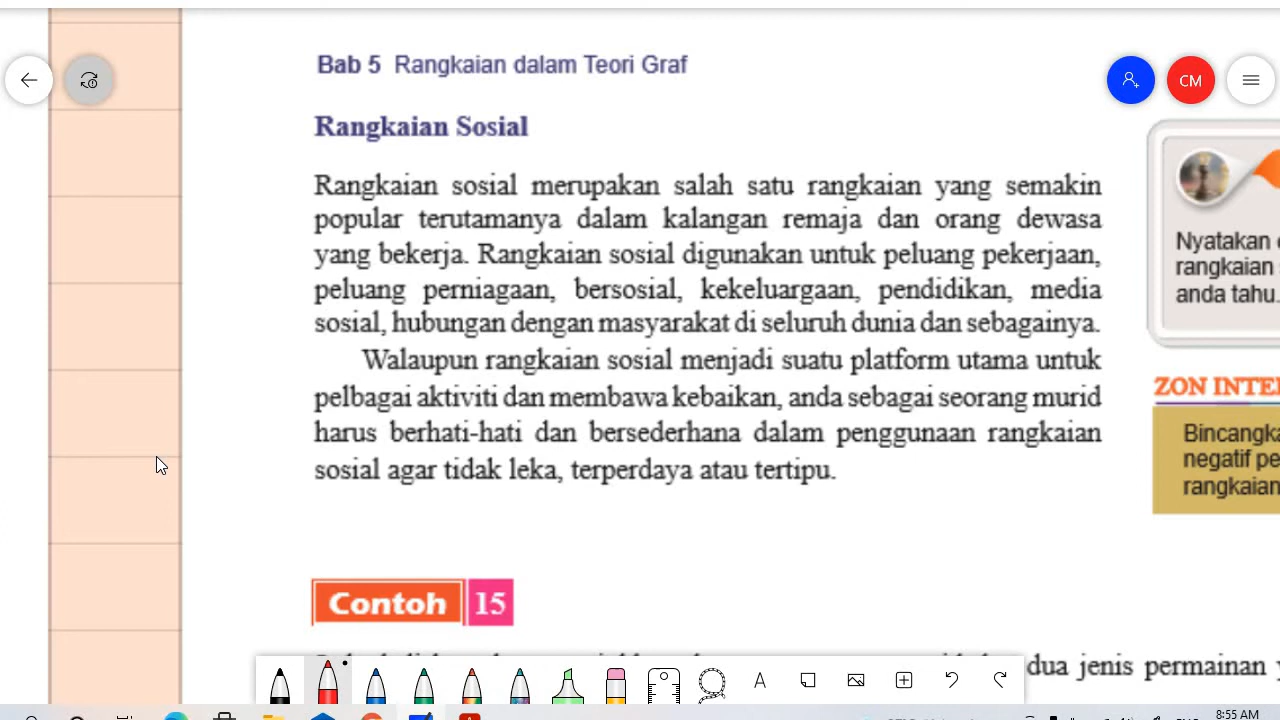 Bab 5 Rangkaian dalam Teori Graf
CM
Rangkaian Sosial
Rangkaian sosial merupakan salah satu rangkaian yang semakin
popular terutamanya dalam kalangan remaja dan orang dewasa
yang bekerja. Rangkaian sosial digunakan untuk peluang pekerjaan,
peluang perniagaan, bersosial, kekeluargaan, pendidikan, media
sosial, hubungan dengan masyarakat di seluruh dunia dan sebagainya.
Walaupun rangkaian sosial menjadi suatu platform utama untuk
pelbagai aktiviti dan membawa kebaikan, anda sebagai seorang murid
harus berhati-hati dan bersederhana dalam penggunaan rangkaian
sosial agar tidak leka, terperdaya atau tertipu.
Nyatakan
rangkaian
anda tahu.
ZON INTE
Bincangka
negatif pe
rangkaian
Contoh 15
dua jenis permainan
A
8:55 AM